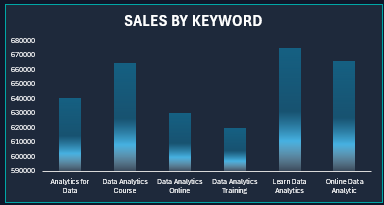 SALES BY KEYWORD
680000
670000
660000
650000
640000
630000
620000
610000
600000
590000
Analytics for
Data
Data Analytics
Course
Data Analytics
Online
Data Analytics
Training
Learn Data
Analytics
Online Data
Analytic